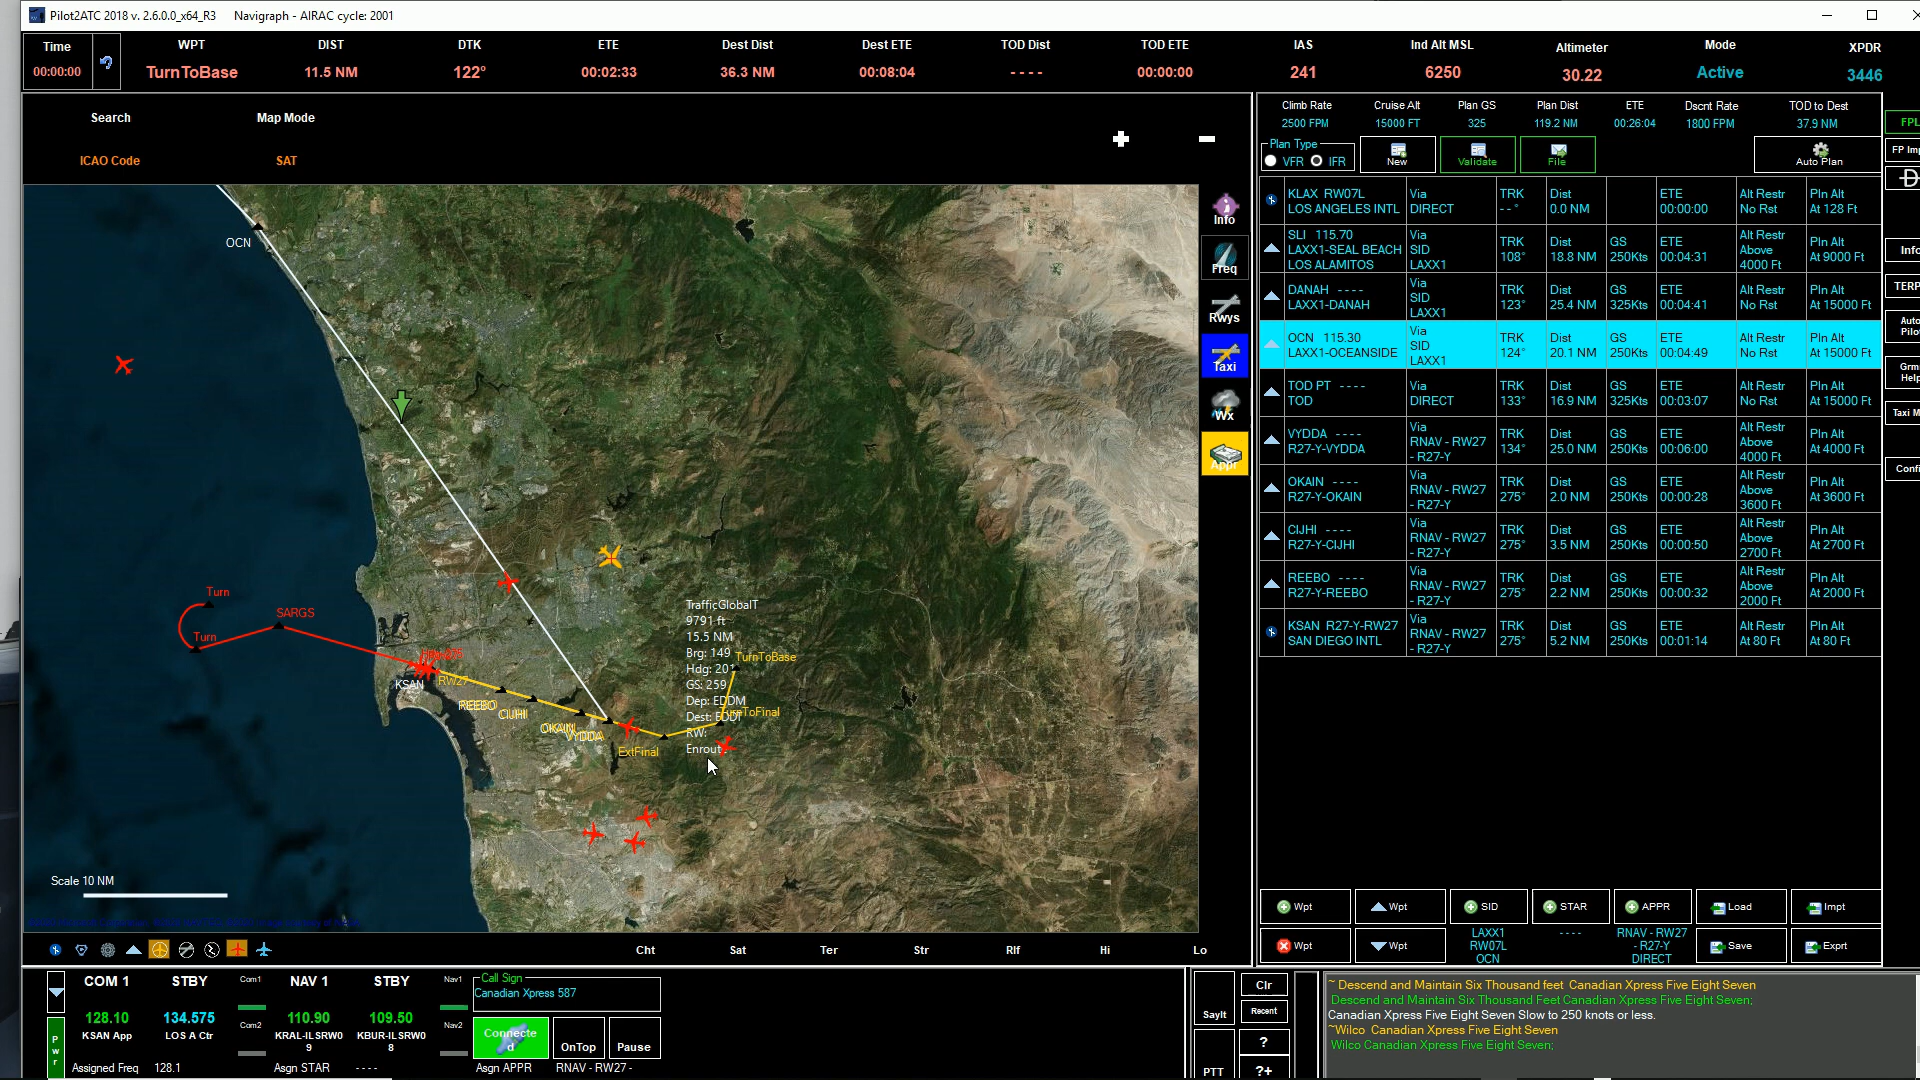 Pilot2ATC 2018 v. 2.6.0.0_x64_R3 Navigraph - AIRAC cycle: 2001
Time WPT DIST DTK ETE Dest Dist Dest ETE TOD Dist TOD ETE IAS Ind Alt MSL Altimeter Mode XPDR
00:00:00 TurnToBase 11.5 NM 122° 00:02:33 36.3 NM 00:08:04 - - - - 00:00:00 241 6250 30.22 Active 3446
Search Map Mode
ICAO Code SAT
OCN
Turn
SARGS
Turn
KSAN
RW27
REEBO
CIJHI
OKAIN
VYDDA
ExtFinal
TurnToBase
TrafficGlobalT
9791 ft
15.5 NM
Brg: 149
Hdg: 201
GS: 259
Dep: EDDM
Dest: EDDT
RW:
Enrout
Scale 10 NM
Info
Freq
Rwys
Taxi
Wx
Appr
Cht Sat Ter Str Rlf Hi Lo
Climb Rate Cruise Alt Plan GS Plan Dist ETE Dscnt Rate TOD to Dest
2500 FPM 15000 FT 325 119.2 NM 00:26:04 1800 FPM 37.9 NM
Plan Type
VFR IFR New Validate File Auto Plan
KLAX RW07L Via TRK Dist ETE Alt Restr Pln Alt
LOS ANGELES INTL DIRECT - - ° 0.0 NM 00:00:00 No Rst At 128 Ft
SLI 115.70 Via TRK Dist GS ETE Alt Restr Pln Alt
LAXX1-SEAL BEACH SID 108° 18.8 NM 250Kts 00:04:31 Above At 9000 Ft
LOS ALAMITOS LAXX1 4000 Ft
DANAH - - - - Via TRK Dist GS ETE Alt Restr Pln Alt
LAXX1-DANAH SID 123° 25.4 NM 325Kts 00:04:41 No Rst At 15000 Ft
LAXX1
OCN 115.30 Via TRK Dist GS ETE Alt Restr Pln Alt
LAXX1-OCEANSIDE SID 124° 20.1 NM 250Kts 00:04:49 No Rst At 15000 Ft
LAXX1
TOD PT - - - - Via TRK Dist GS ETE Alt Restr Pln Alt
TOD DIRECT 133° 16.9 NM 325Kts 00:03:07 No Rst At 15000 Ft
VYDDA - - - - Via TRK Dist GS ETE Alt Restr Pln Alt
R27-Y-VYDDA RNAV - RW27 134° 25.0 NM 250Kts 00:06:00 Above At 4000 Ft
- R27-Y 4000 Ft
OKAIN - - - - Via TRK Dist GS ETE Alt Restr Pln Alt
R27-Y-OKAIN RNAV - RW27 275° 2.0 NM 250Kts 00:00:28 Above At 3600 Ft
- R27-Y 3600 Ft
CIJHI - - - - Via TRK Dist GS ETE Alt Restr Pln Alt
R27-Y-CIJHI RNAV - RW27 275° 3.5 NM 250Kts 00:00:50 Above At 2700 Ft
- R27-Y 2700 Ft
REEBO - - - - Via TRK Dist GS ETE Alt Restr Pln Alt
R27-Y-REEBO RNAV - RW27 275° 2.2 NM 250Kts 00:00:32 Above At 2000 Ft
- R27-Y 2000 Ft
KSAN R27-Y-RW27 Via TRK Dist GS ETE Alt Restr Pln Alt
SAN DIEGO INTL RNAV - RW27 275° 5.2 NM 250Kts 00:01:14 At 80 Ft At 80 Ft
- R27-Y
Wpt Wpt SID STAR APPR Load Impt
Wpt Wpt LAXX1 - - - - RNAV - RW27 Save Exprt
RW07L - R27-Y
OCN DIRECT
FPL
Info
TERP
Auto
Taxi M
COM 1 STBY Com1 NAV 1 STBY Nav1
128.10 134.575 110.90 109.50
KSAN App LOS A Ctr Com2 KRAL-ILSRW0 KBUR-ILSRW0 Nav2
9 8
Pwr
Assigned Freq 128.1 Asgn STAR - - - - Asgn APPR RNAV - RW27 -
Call Sign
Canadian Xpress 587
Connecte
d OnTop Pause
SayIt
PTT
Clr
Recent
?
?+
~ Descend and Maintain Six Thousand feet Canadian Xpress Five Eight Seven
Descend and Maintain Six Thousand Feet Canadian Xpress Five Eight Seven;
Canadian Xpress Five Eight Seven Slow to 250 knots or less.
~Wilco Canadian Xpress Five Eight Seven
Wilco Canadian Xpress Five Eight Seven;